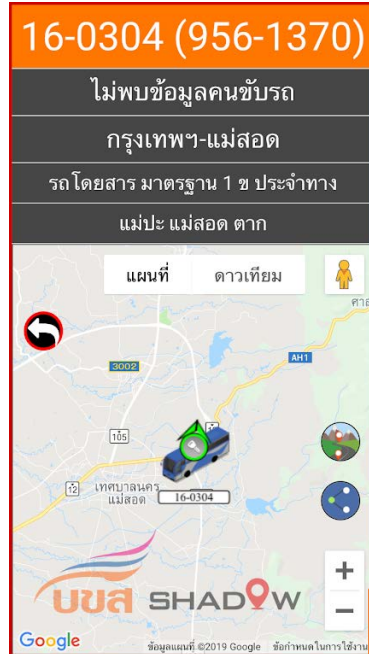 16-0304 (956-1370)
ไม่พบข้อมูลคนขับรถ
กรุงเทพฯ-แม่สอด
รถโดยสาร มาตรฐาน 1 ข ประจำทาง
แม่ปะ แม่สอด ตาก
แผนที่ ดาวเทียม
ศาล
3002
AH1
105
12
เทศบาลนคร
แม่สอด
16-0304
+
บขส SHADOW
−
Google ข้อมูลแผนที่ ©2019 Google ข้อกำหนดในการใช้งาน